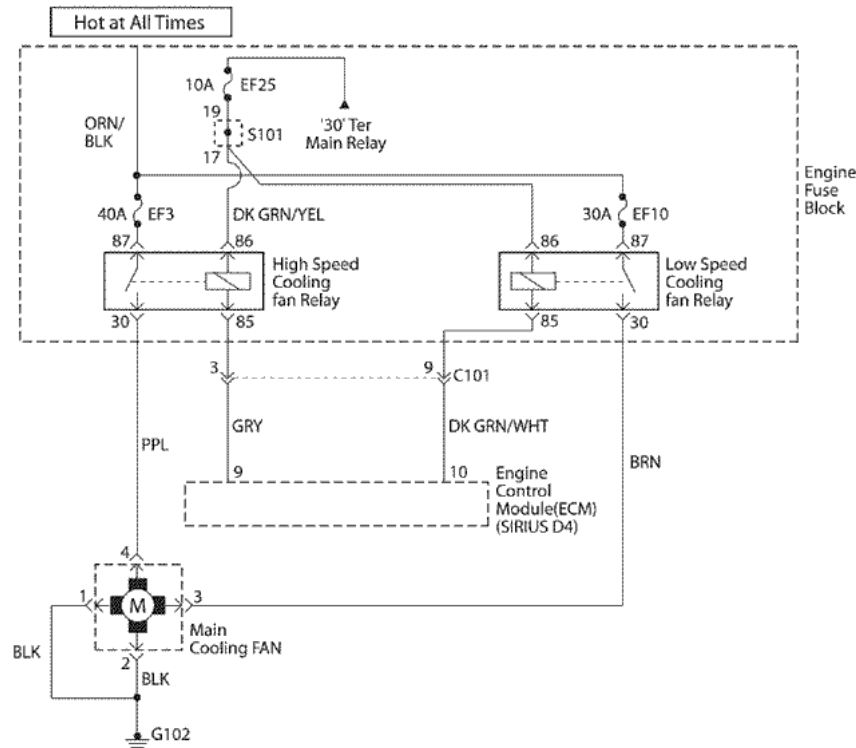 Hot at All Times
10A
EF25
19
S101
17
'30' Ter
Main Relay
ORN/
BLK
Engine
Fuse
Block
40A
EF3
DK GRN/YEL
30A
EF10
87
86
High Speed
Cooling
fan Relay
30
85
86
87
Low Speed
Cooling
fan Relay
85
30
3
9
C101
GRY
DK GRN/WHT
PPL
BRN
9
10
Engine
Control
Module(ECM)
(SIRIUS D4)
4
1
M
3
Main
Cooling FAN
2
BLK
BLK
G102